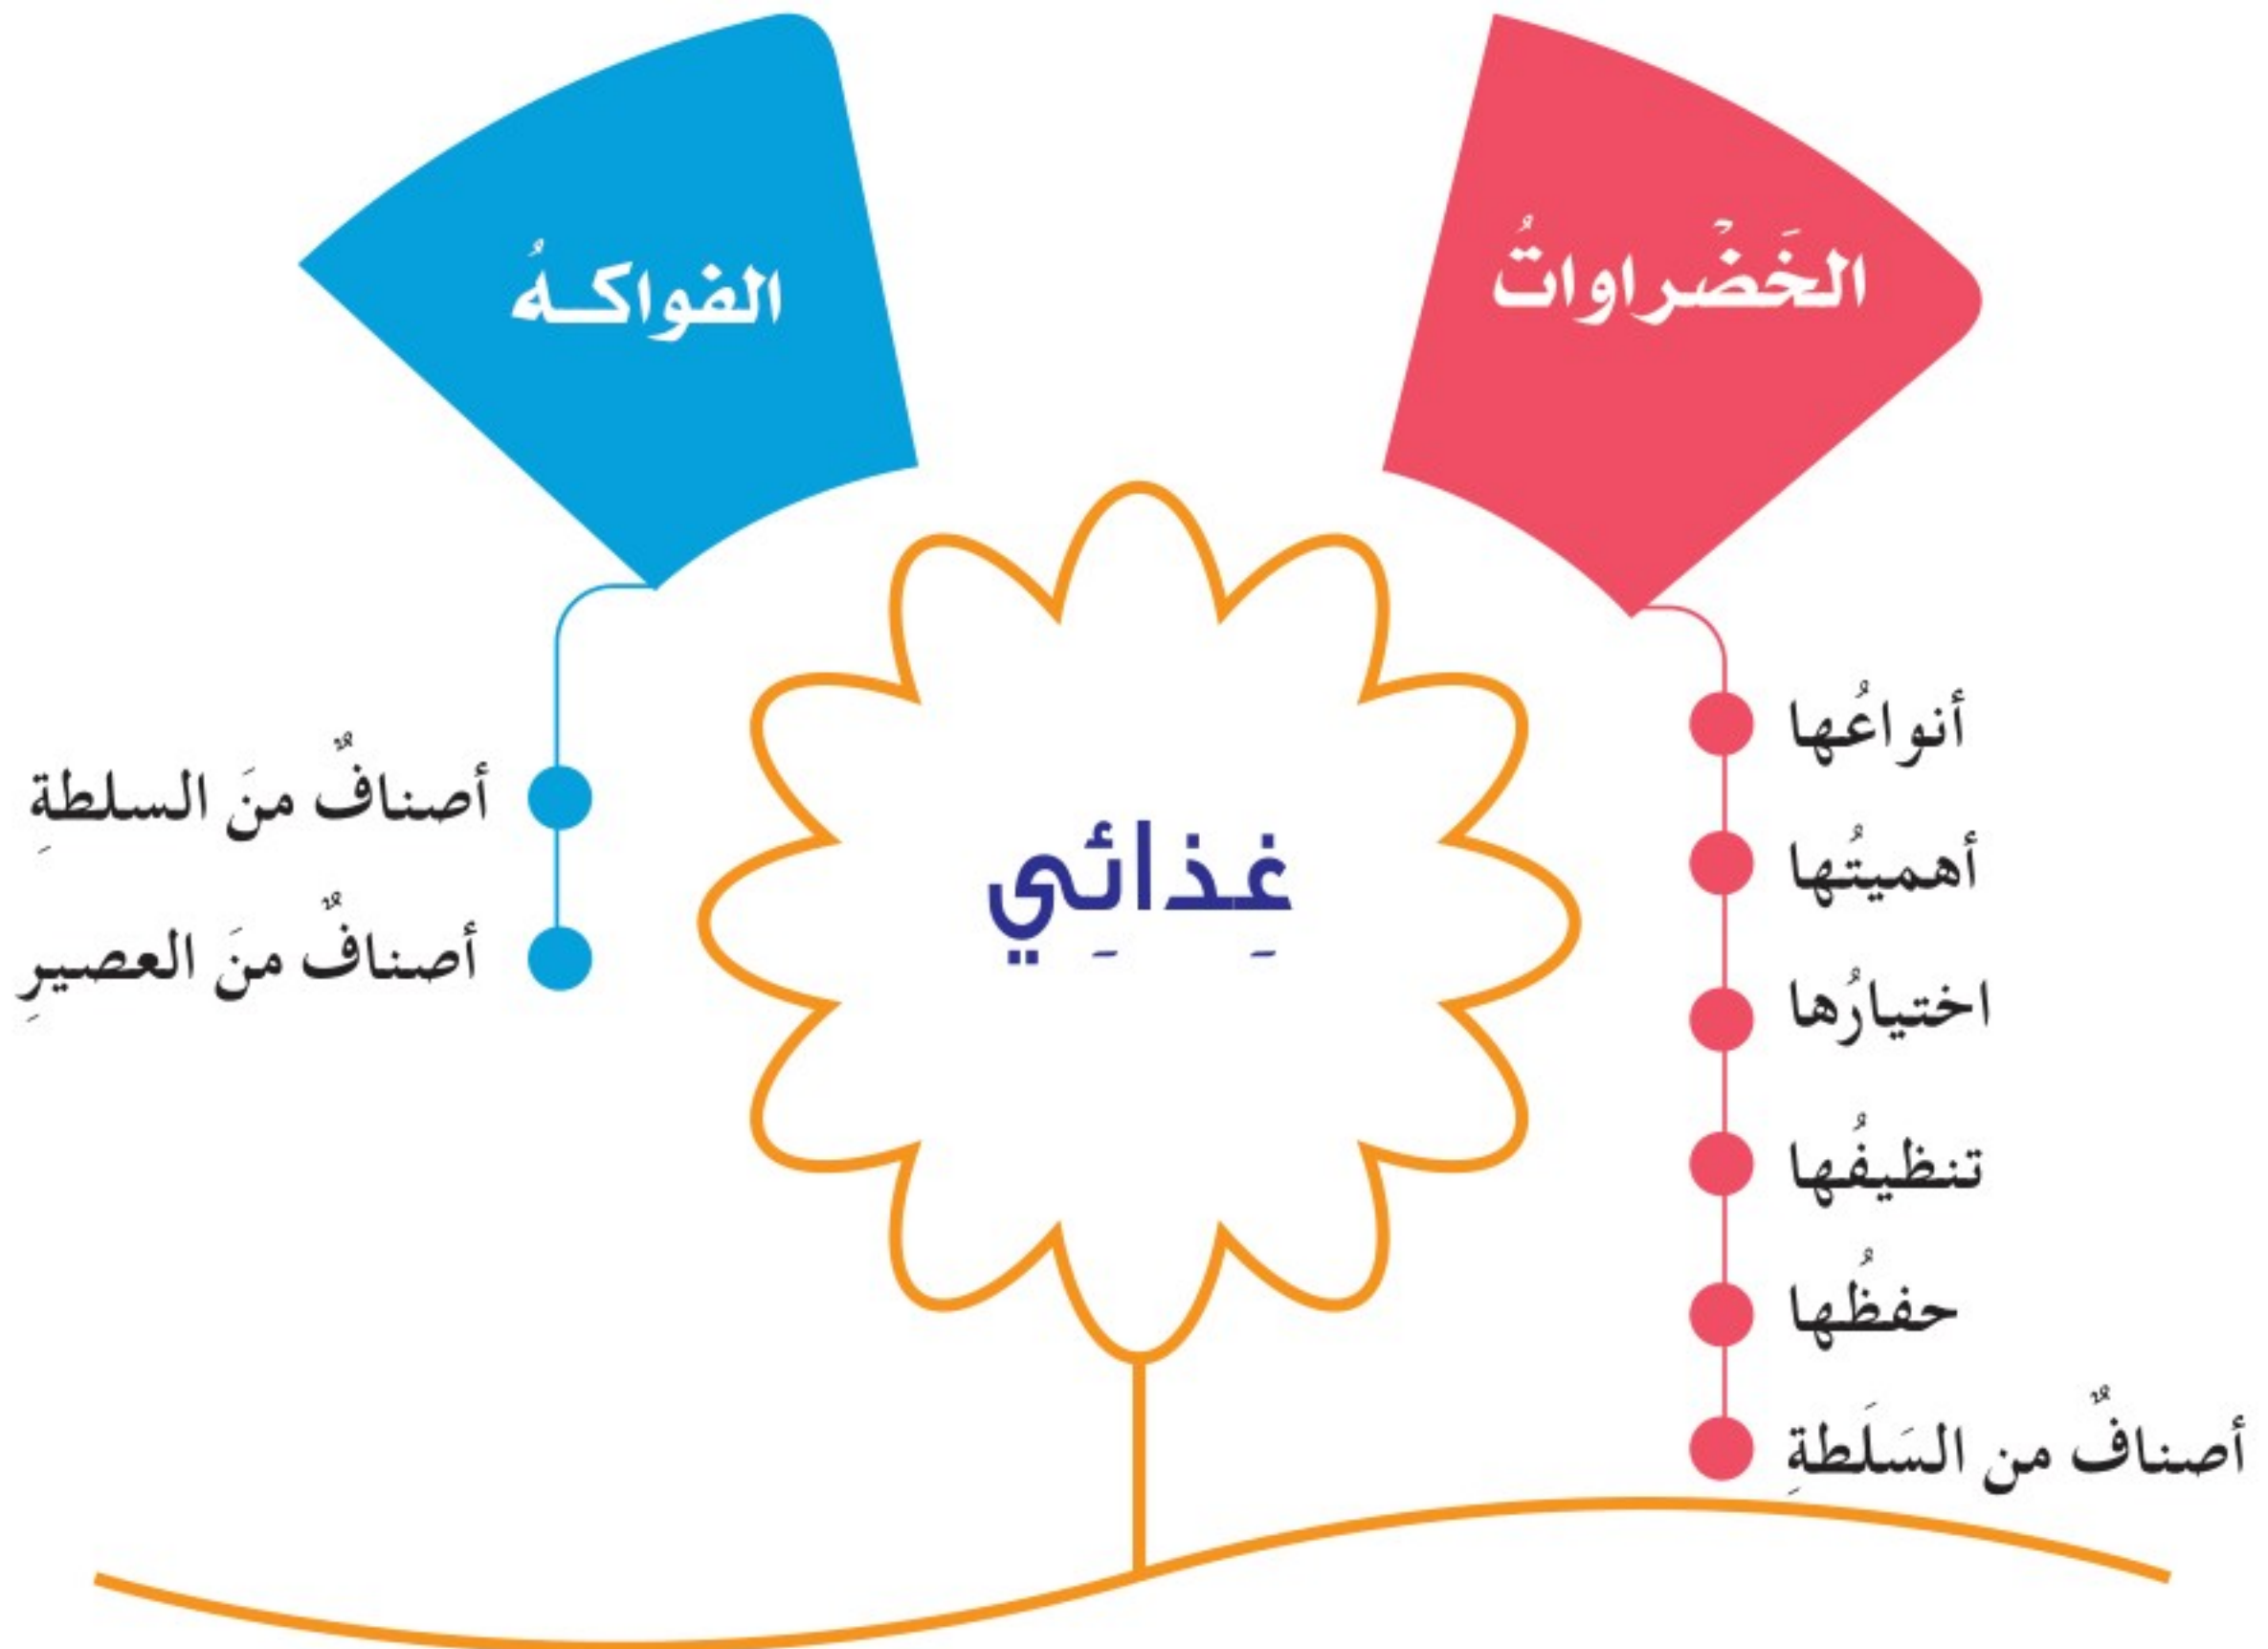 الخَضْراواتُ
الفواكهُ
غِذائِي
أنواعُها
أهميتُها
اختيارُها
تنظيفُها
حفظُها
أصنافٌ من السَلَطةِ
أصنافٌ منَ السلطةِ
أصنافٌ منَ العصيرِ